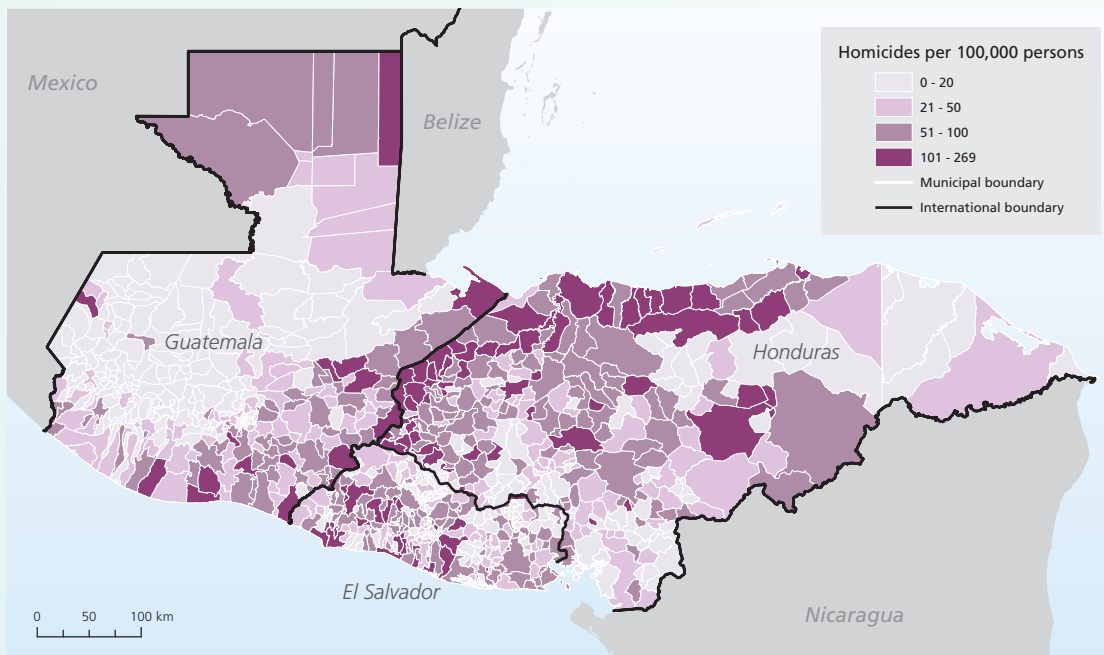 Mexico
Belize
Guatemala
Honduras
El Salvador
Nicaragua
Homicides per 100,000 persons
0 - 20
21 - 50
51 - 100
101 - 269
Municipal boundary
International boundary
0 50 100 km